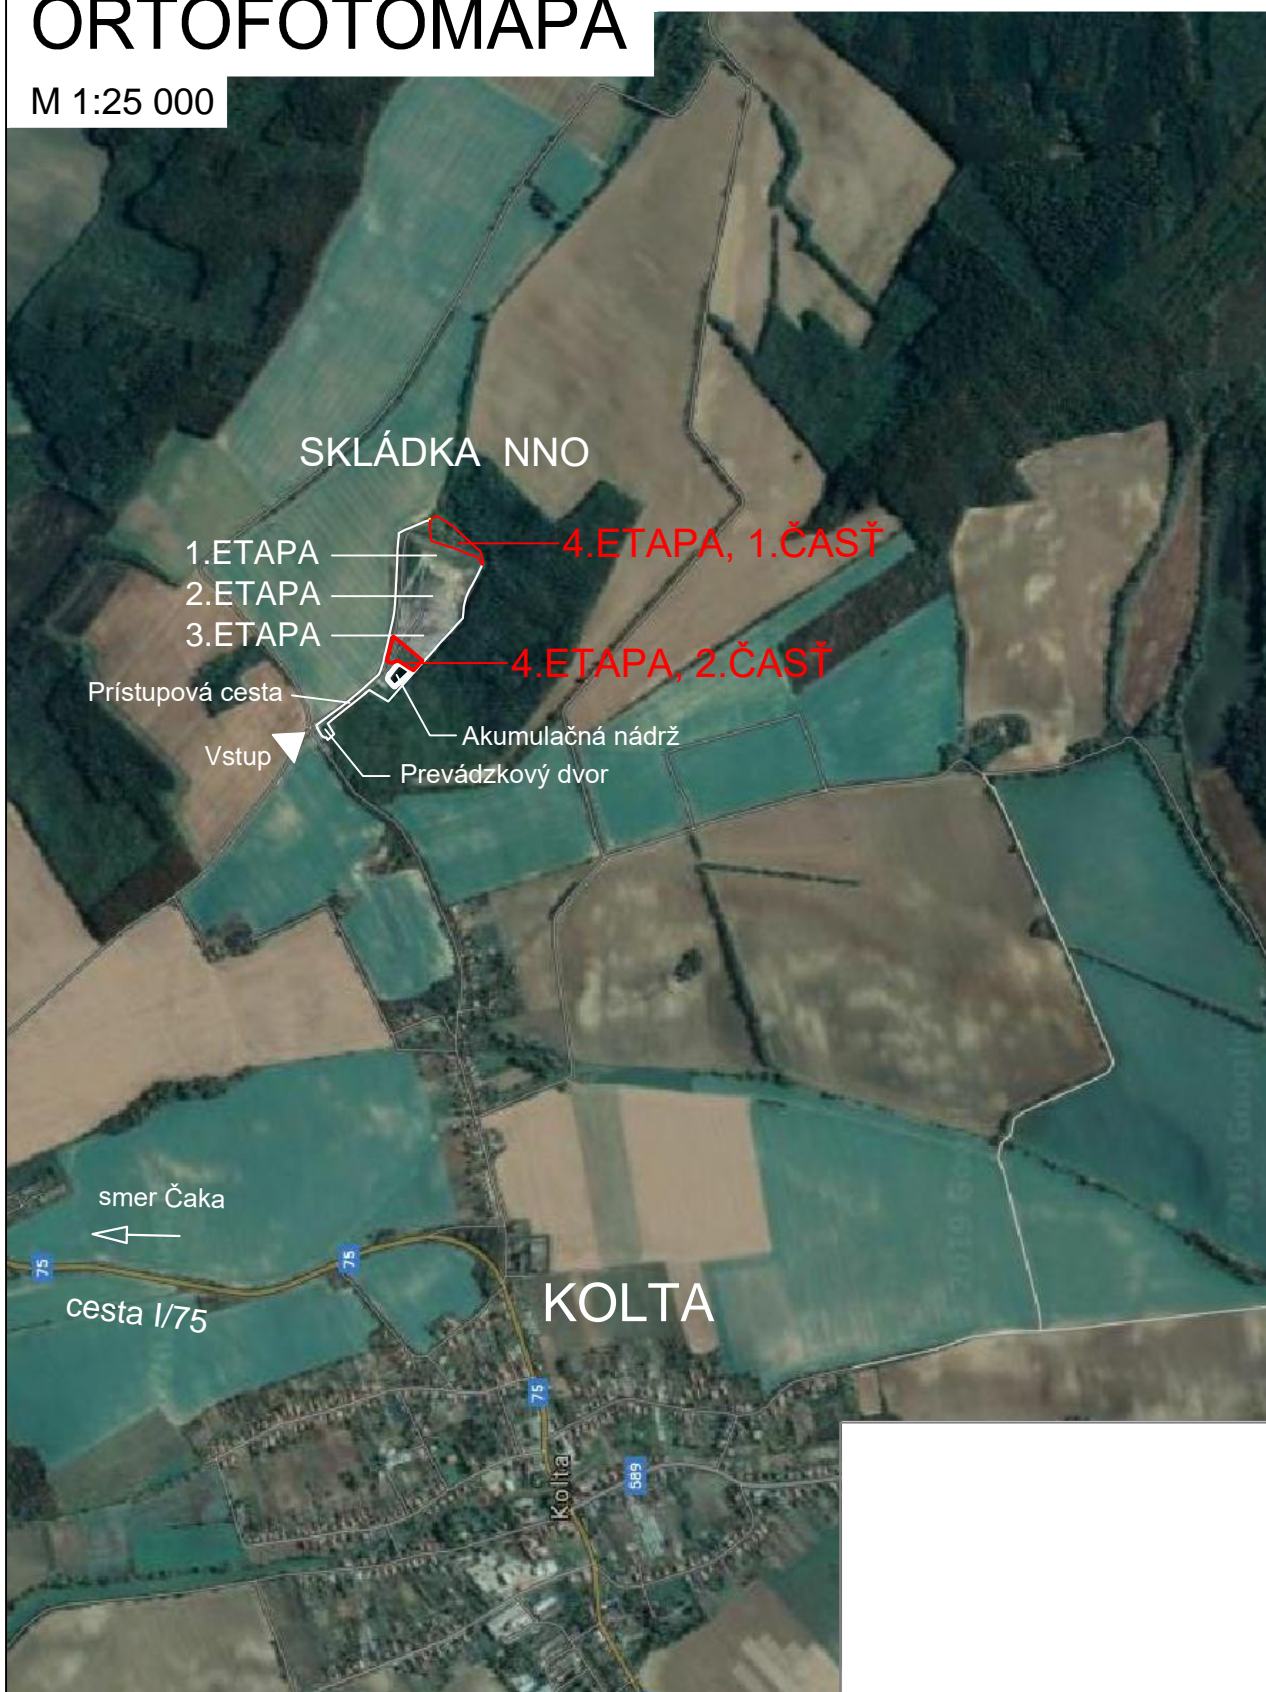 ORTOFOTOMAPA
M 1:25 000
SKLÁDKA NNO
1.ETAPA
4.ETAPA, 1.ČASŤ
2.ETAPA
3.ETAPA
4.ETAPA, 2.ČASŤ
Prístupová cesta
Akumulačná nádrž
Vstup
Prevádzkový dvor
smer Čaka
75
75
cesta I/75
KOLTA
75
Kolta
589